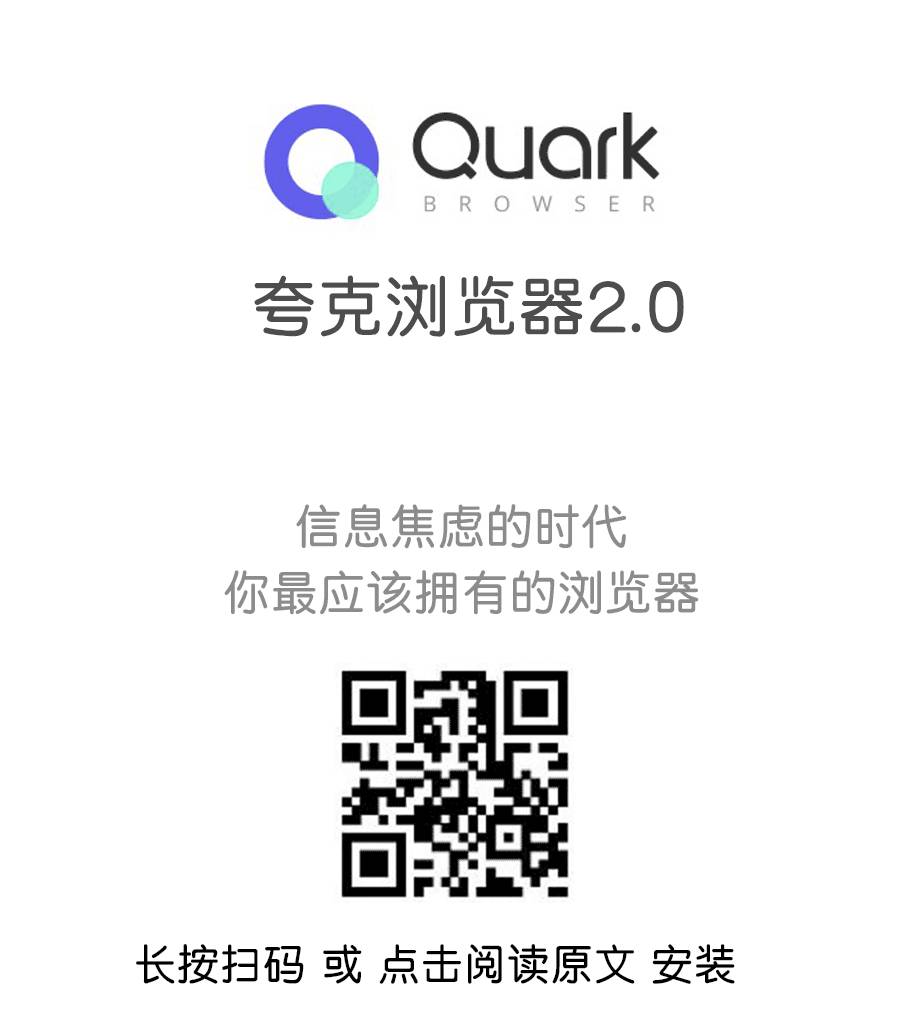 Quark
BROWSER
夸克浏览器2.0
信息焦虑的时代
你最应该拥有的浏览器
长按扫码 或 点击阅读原文 安装